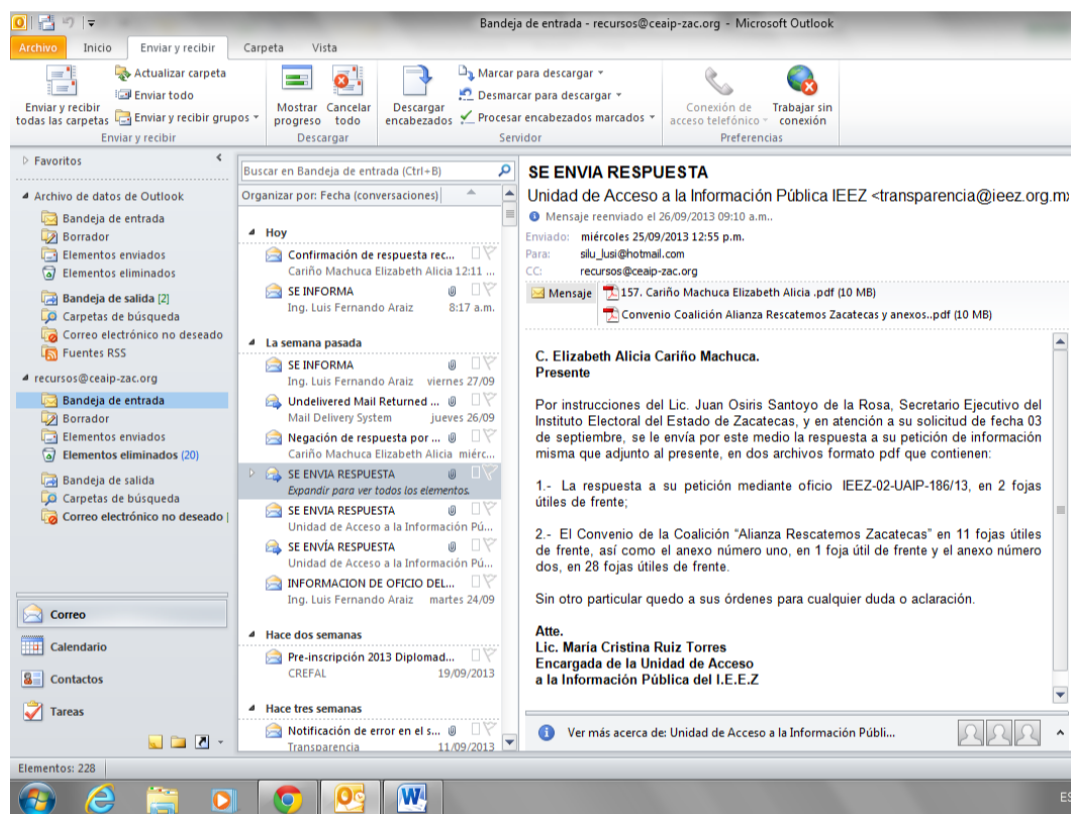 Bandeja de entrada - recursos@ceaip-zac.org - Microsoft Outlook
Archivo Inicio Enviar y recibir Carpeta Vista
Enviar y recibir todas las carpetas
Actualizar carpeta
Enviar todo
Enviar y recibir grupos
Enviar y recibir
Mostrar progreso
Cancelar todo
Descargar
Descargar encabezados
Marcar para descargar
Desmarcar para descargar
Procesar encabezados marcados
Servidor
Conexión de acceso telefónico
Trabajar sin conexión
Preferencias
Favoritos
Archivo de datos de Outlook
Bandeja de entrada
Borrador
Elementos enviados
Elementos eliminados
Bandeja de salida [2]
Carpetas de búsqueda
Correo electrónico no deseado
Fuentes RSS
recursos@ceaip-zac.org
Bandeja de entrada
Borrador
Elementos enviados
Elementos eliminados (20)
Bandeja de salida
Carpetas de búsqueda
Correo electrónico no deseado [
Correo
Calendario
Contactos
Tareas
Buscar en Bandeja de entrada (Ctrl+B)
Organizar por: Fecha (conversaciones)
Hoy
Confirmación de respuesta rec...
Cariño Machuca Elizabeth Alicia 12:11 ...
SE INFORMA
Ing. Luis Fernando Araiz 8:17 a.m.
La semana pasada
SE INFORMA
Ing. Luis Fernando Araiz viernes 27/09
Undelivered Mail Returned ...
Mail Delivery System jueves 26/09
Negación de respuesta por ...
Cariño Machuca Elizabeth Alicia miérc...
SE ENVIA RESPUESTA
Expandir para ver todos los elementos.
SE ENVIA RESPUESTA
Unidad de Acceso a la Información Pú...
SE ENVÍA RESPUESTA
Unidad de Acceso a la Información Pú...
INFORMACION DE OFICIO DEL...
Ing. Luis Fernando Araiz martes 24/09
Hace dos semanas
Pre-inscripción 2013 Diplomad...
CREFAL 19/09/2013
Hace tres semanas
Notificación de error en el s...
Transparencia 11/09/2013
SE ENVIA RESPUESTA
Unidad de Acceso a la Información Pública IEEZ <transparencia@ieez.org.mx
Mensaje reenviado el 26/09/2013 09:10 a.m..
Enviado: miércoles 25/09/2013 12:55 p.m.
Para: silu_lusi@hotmail.com
CC: recursos@ceaip-zac.org
Mensaje 157. Cariño Machuca Elizabeth Alicia .pdf (10 MB)
Convenio Coalición Alianza Rescatemos Zacatecas y anexos..pdf (10 MB)
C. Elizabeth Alicia Cariño Machuca.
Presente
Por instrucciones del Lic. Juan Osiris Santoyo de la Rosa, Secretario Ejecutivo del
Instituto Electoral del Estado de Zacatecas, y en atención a su solicitud de fecha 03
de septiembre, se le envía por este medio la respuesta a su petición de información
misma que adjunto al presente, en dos archivos formato pdf que contienen:
1.- La respuesta a su petición mediante oficio IEEZ-02-UAIP-186/13, en 2 fojas
útiles de frente;
2.- El Convenio de la Coalición “Alianza Rescatemos Zacatecas” en 11 fojas útiles
de frente, así como el anexo número uno, en 1 foja útil de frente y el anexo número
dos, en 28 fojas útiles de frente.
Sin otro particular quedo a sus órdenes para cualquier duda o aclaración.
Atte.
Lic. María Cristina Ruiz Torres
Encargada de la Unidad de Acceso
a la Información Pública del I.E.E.Z
Ver más acerca de: Unidad de Acceso a la Información Públi...
Elementos: 228
ES